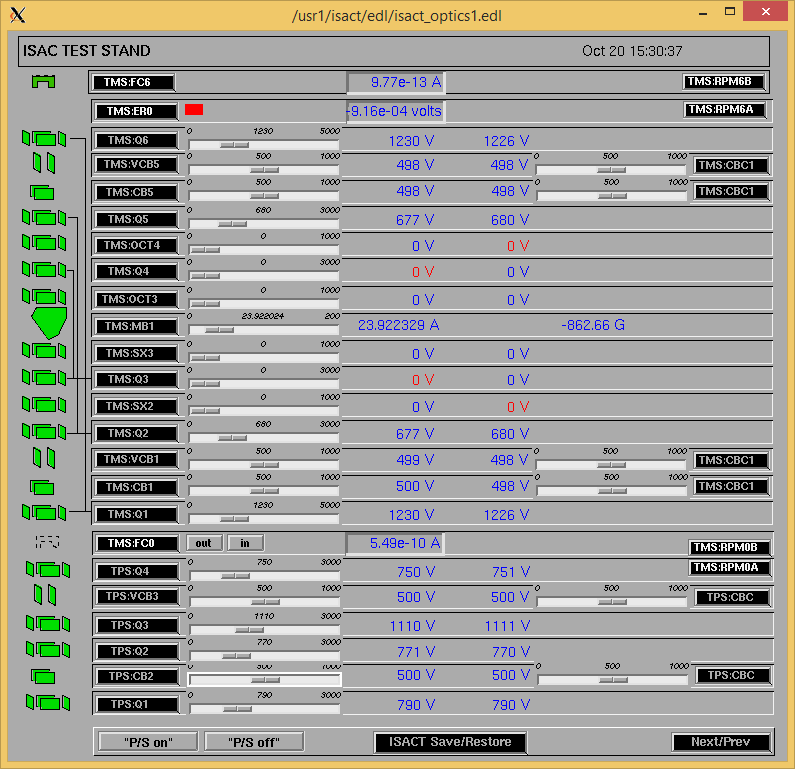 /usr1/isact/edl/isact_optics1.edl
ISAC TEST STAND Oct 20 15:30:37
TMS:FC6 9.77e-13 A TMS:RPM6B
TMS:ER0 -9.16e-04 volts TMS:RPM6A
TMS:Q6 0 1230 5000 1230 V 1226 V
TMS:VCB5 0 500 1000 498 V 498 V 0 500 1000 TMS:CBC1
TMS:CB5 0 500 1000 498 V 498 V 0 500 1000 TMS:CBC1
TMS:Q5 0 680 3000 677 V 680 V
TMS:OCT4 0 0 1000 0 V 0 V
TMS:Q4 0 0 3000 0 V 0 V
TMS:OCT3 0 0 1000 0 V 0 V
TMS:MB1 0 23.922024 200 23.922329 A -862.66 G
TMS:SX3 0 0 1000 0 V 0 V
TMS:Q3 0 0 3000 0 V 0 V
TMS:SX2 0 0 1000 0 V 0 V
TMS:Q2 0 680 3000 677 V 680 V
TMS:VCB1 0 500 1000 499 V 498 V 0 500 1000 TMS:CBC1
TMS:CB1 0 500 1000 500 V 498 V 0 500 1000 TMS:CBC1
TMS:Q1 0 1230 5000 1230 V 1226 V
TMS:FC0 out in 5.49e-10 A TMS:RPM0B
TPS:Q4 0 750 3000 750 V 751 V TMS:RPM0A
TPS:VCB3 0 500 1000 500 V 500 V 0 500 1000 TPS:CBC
TPS:Q3 0 1110 3000 1110 V 1111 V
TPS:Q2 0 770 3000 771 V 770 V
TPS:CB2 0 500 1000 500 V 500 V 0 500 1000 TPS:CBC
TPS:Q1 0 790 3000 790 V 790 V
"P/S on" "P/S off" ISACT Save/Restore Next/Prev